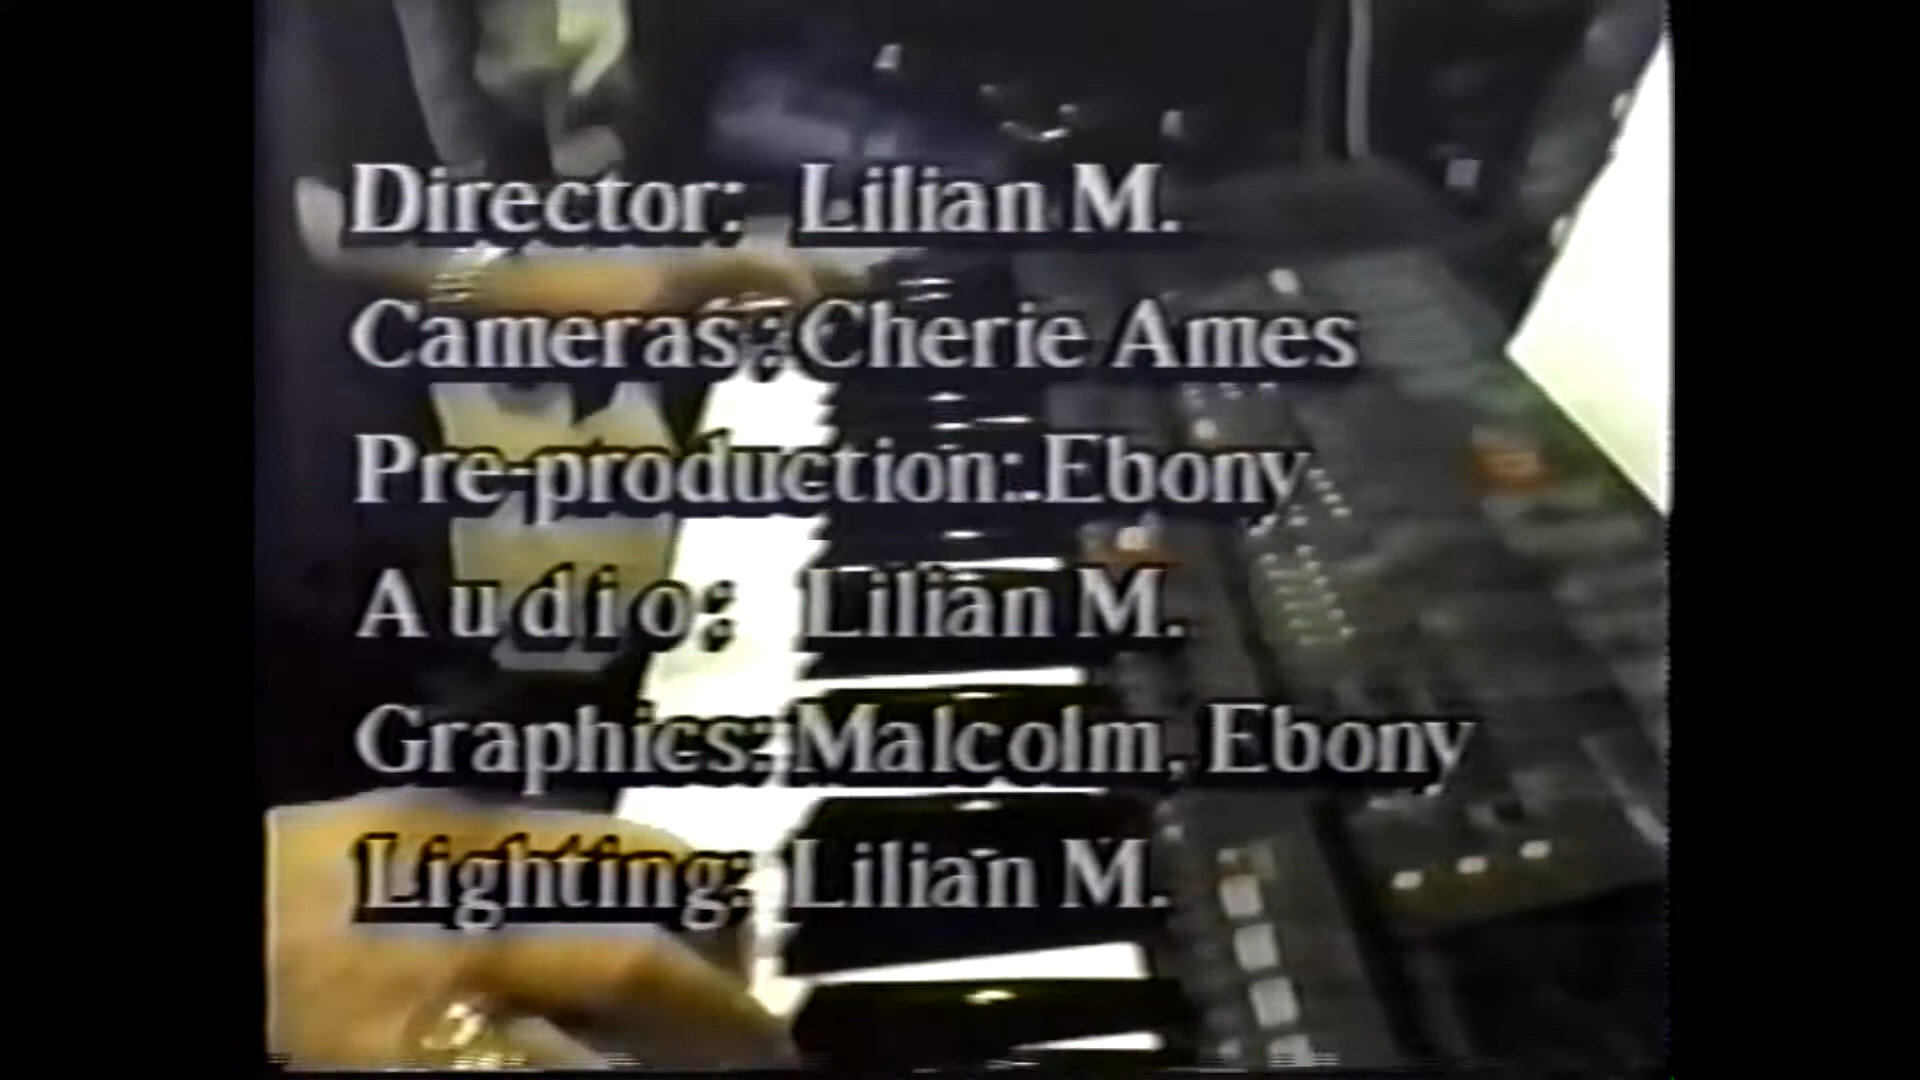 Director: Lilian M.
Cameras: Cherie Ames
Pre-production: Ebony
Audio: Lilian M.
Graphics: Malcolm, Ebony
Lighting: Lilian M.